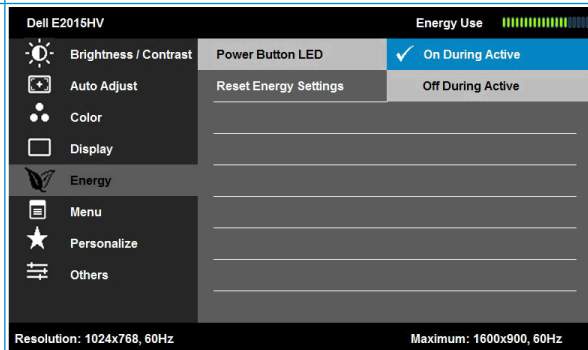 Dell E2015HV Energy Use
Brightness / Contrast Power Button LED On During Active
Auto Adjust Reset Energy Settings Off During Active
Color
Display
Energy
Menu
Personalize
Others
Resolution: 1024x768, 60Hz Maximum: 1600x900, 60Hz